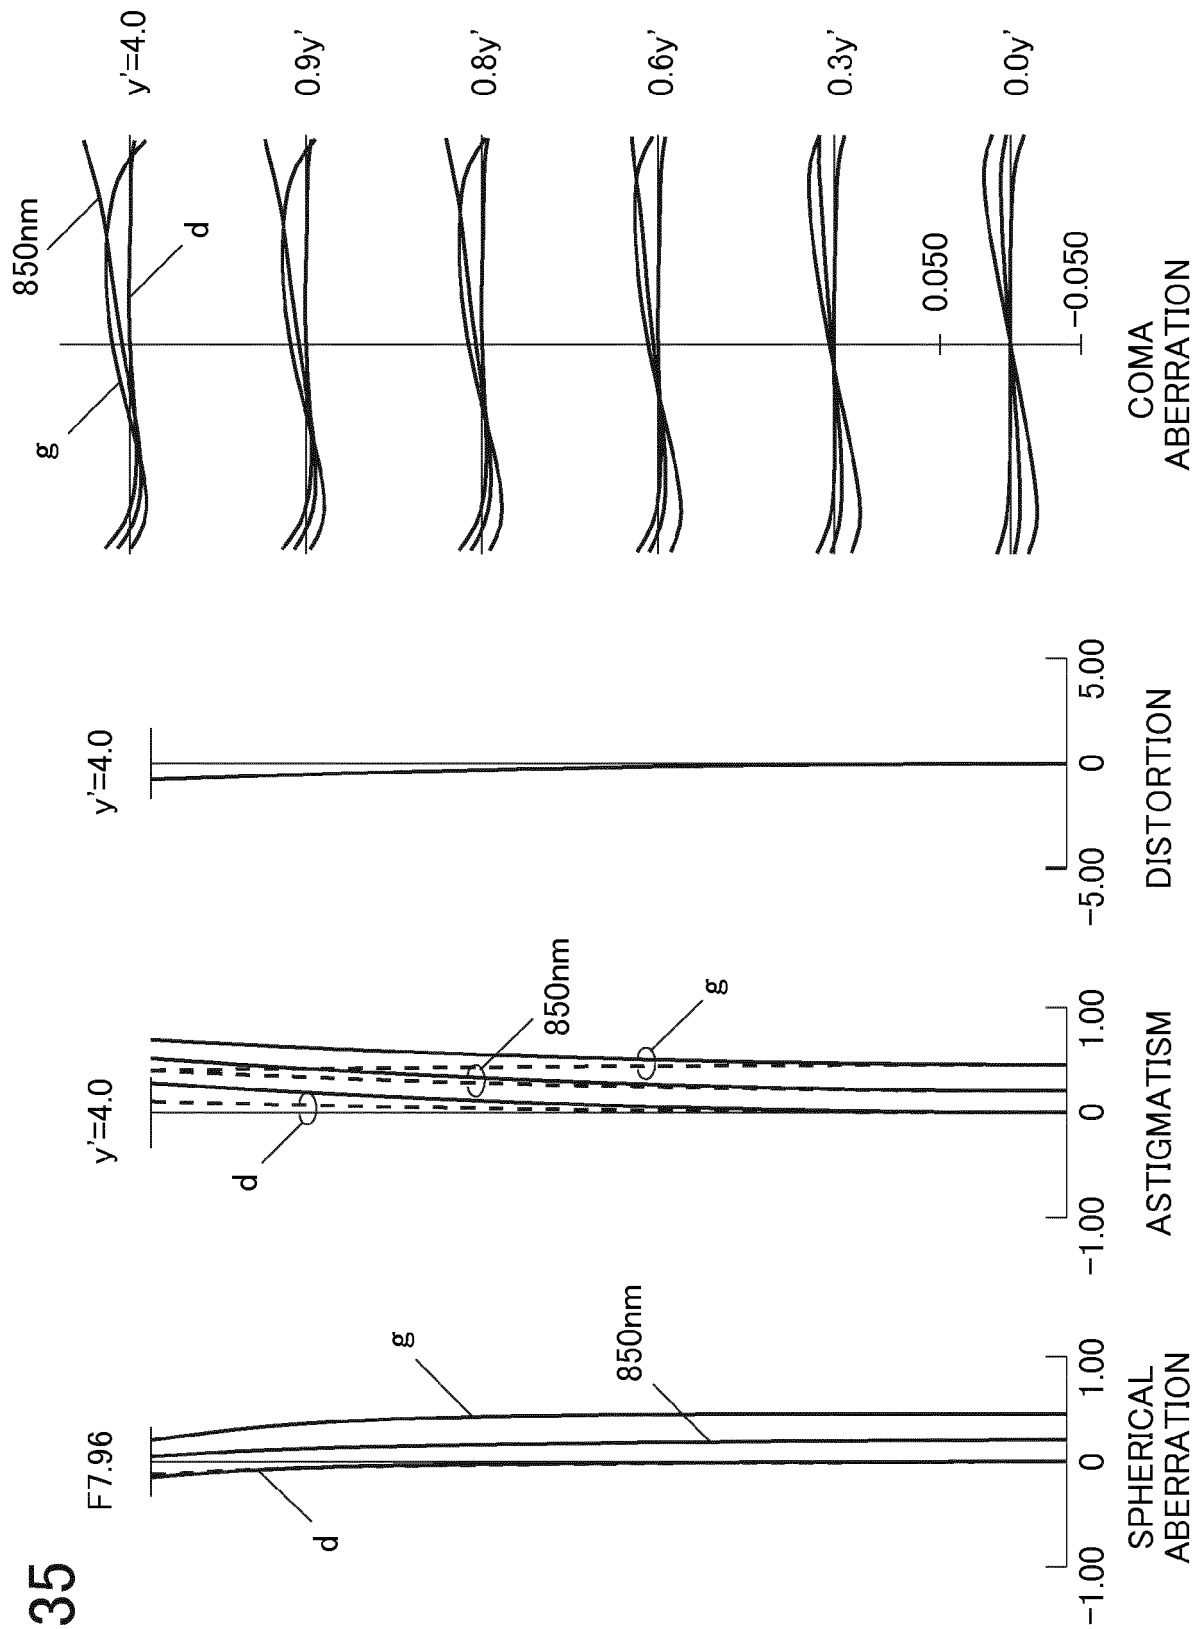 35
F7.96
g
850nm
d
−1.00
0
1.00
SPHERICAL
ABERRATION
y'=4.0
d
850nm
g
−1.00
0
1.00
ASTIGMATISM
y'=4.0
−5.00
0
5.00
DISTORTION
g
850nm
d
y'=4.0
0.9y'
0.8y'
0.6y'
0.3y'
0.0y'
0.050
−0.050
COMA
ABERRATION